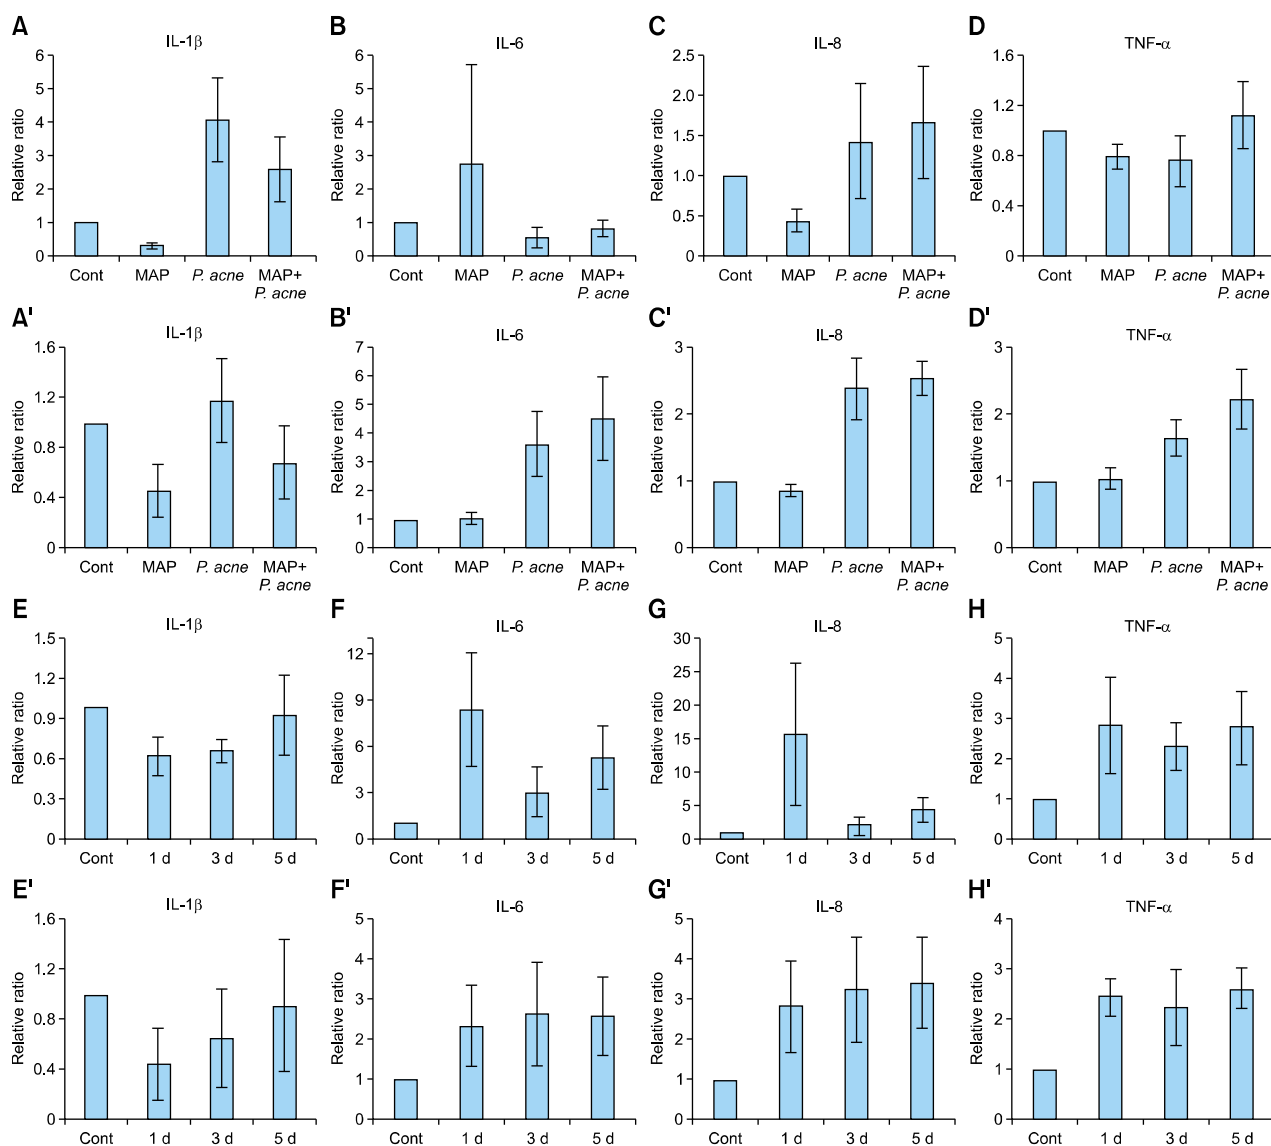 A
IL-1β
Relative ratio
6
5
4
3
2
1
0
Cont
MAP
P. acne
MAP+
P. acne
B
IL-6
Relative ratio
6
5
4
3
2
1
0
Cont
MAP
P. acne
MAP+
P. acne
C
IL-8
Relative ratio
2.5
2.0
1.5
1.0
0.5
0
Cont
MAP
P. acne
MAP+
P. acne
D
TNF-α
Relative ratio
1.6
1.2
0.8
0.4
0
Cont
MAP
P. acne
MAP+
P. acne
A'
IL-1β
Relative ratio
1.6
1.2
0.8
0.4
0
Cont
MAP
P. acne
MAP+
P. acne
B'
IL-6
Relative ratio
7
6
5
4
3
2
1
0
Cont
MAP
P. acne
MAP+
P. acne
C'
IL-8
Relative ratio
3
2
1
0
Cont
MAP
P. acne
MAP+
P. acne
D'
TNF-α
Relative ratio
3
2
1
0
Cont
MAP
P. acne
MAP+
P. acne
E
IL-1β
Relative ratio
1.5
1.2
0.9
0.6
0.3
0
Cont
1 d
3 d
5 d
F
IL-6
Relative ratio
12
9
6
3
0
Cont
1 d
3 d
5 d
G
IL-8
Relative ratio
30
25
20
15
10
5
0
Cont
1 d
3 d
5 d
H
TNF-α
Relative ratio
5
4
3
2
1
0
Cont
1 d
3 d
5 d
E'
IL-1β
Relative ratio
1.6
1.2
0.8
0.4
0
Cont
1 d
3 d
5 d
F'
IL-6
Relative ratio
5
4
3
2
1
0
Cont
1 d
3 d
5 d
G'
IL-8
Relative ratio
5
4
3
2
1
0
Cont
1 d
3 d
5 d
H'
TNF-α
Relative ratio
4
3
2
1
0
Cont
1 d
3 d
5 d